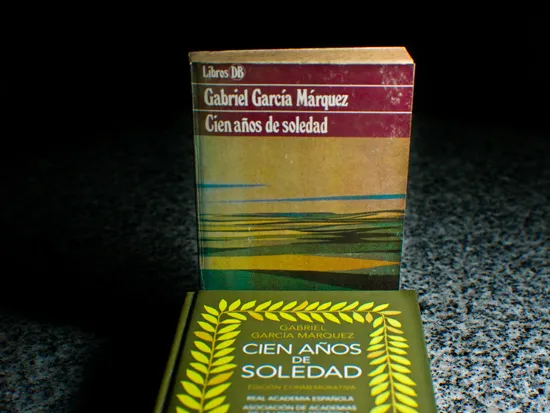 Libros DB
Gabriel García Márquez
Cien años de soledad
GABRIEL
GARCÍA MÁRQUEZ
CIEN AÑOS
DE
SOLEDAD
EDICIÓN CONMEMORATIVA
REAL ACADEMIA ESPAÑOLA
ASOCIACIÓN DE ACADEMIAS